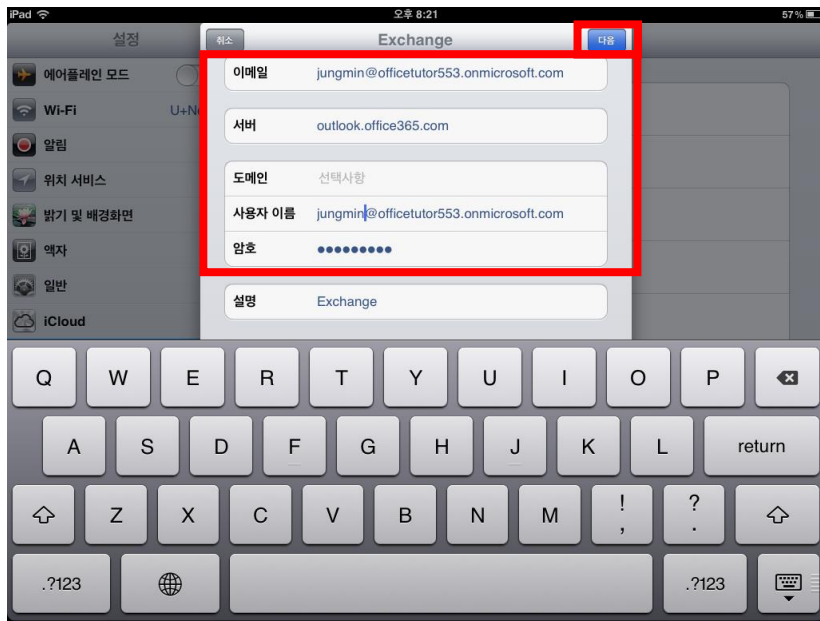 iPad 오후 8:21 57%
설정 취소 Exchange 다음
에어플레인 모드
이메일 jungmin@officetutor553.onmicrosoft.com
Wi-Fi
서버 outlook.office365.com
알림
위치 서비스
도메인 선택사항
밝기 및 배경화면
사용자 이름 jungmin@officetutor553.onmicrosoft.com
액자
암호 ●●●●●●●●●
일반
설명 Exchange
iCloud
Q W E R T Y U I O P
A S D F G H J K L return
Z X C V B N M ! , ? .
.?123 .?123